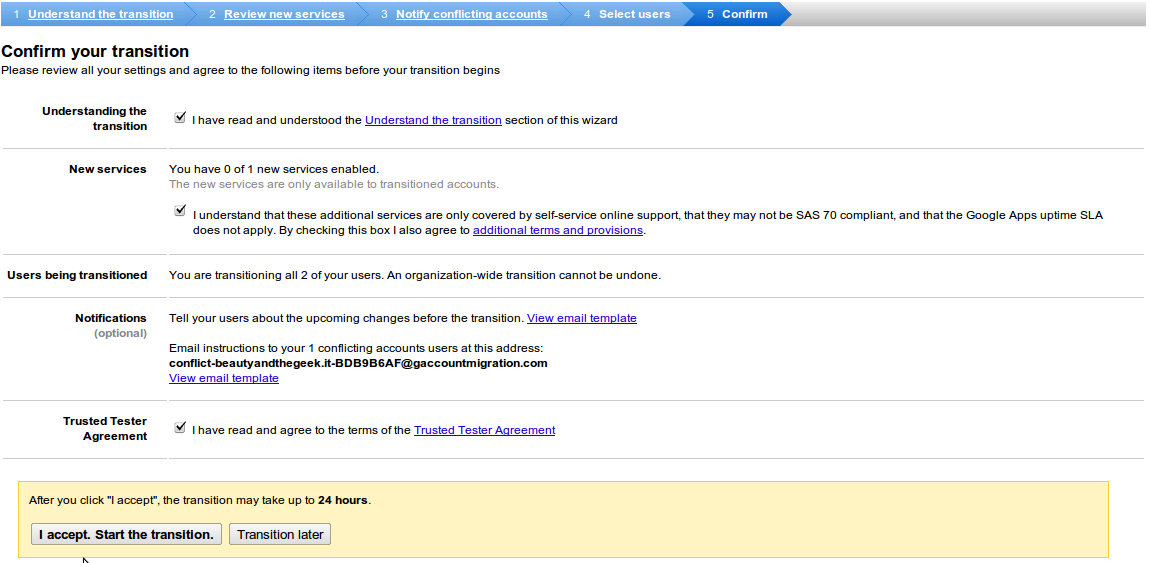 1 Understand the transition 2 Review new services 3 Notify conflicting accounts 4 Select users 5 Confirm
Confirm your transition
Please review all your settings and agree to the following items before your transition begins
Understanding the
transition
I have read and understood the Understand the transition section of this wizard
New services
You have 0 of 1 new services enabled.
The new services are only available to transitioned accounts.
I understand that these additional services are only covered by self-service online support, that they may not be SAS 70 compliant, and that the Google Apps uptime SLA
does not apply. By checking this box I also agree to additional terms and provisions.
Users being transitioned
You are transitioning all 2 of your users. An organization-wide transition cannot be undone.
Notifications
(optional)
Tell your users about the upcoming changes before the transition. View email template
Email instructions to your 1 conflicting accounts users at this address:
conflict-beautyandthegeek.it-BDB9B6AF@gaccountmigration.com
View email template
Trusted Tester
Agreement
I have read and agree to the terms of the Trusted Tester Agreement
After you click "I accept", the transition may take up to 24 hours.
I accept. Start the transition. Transition later